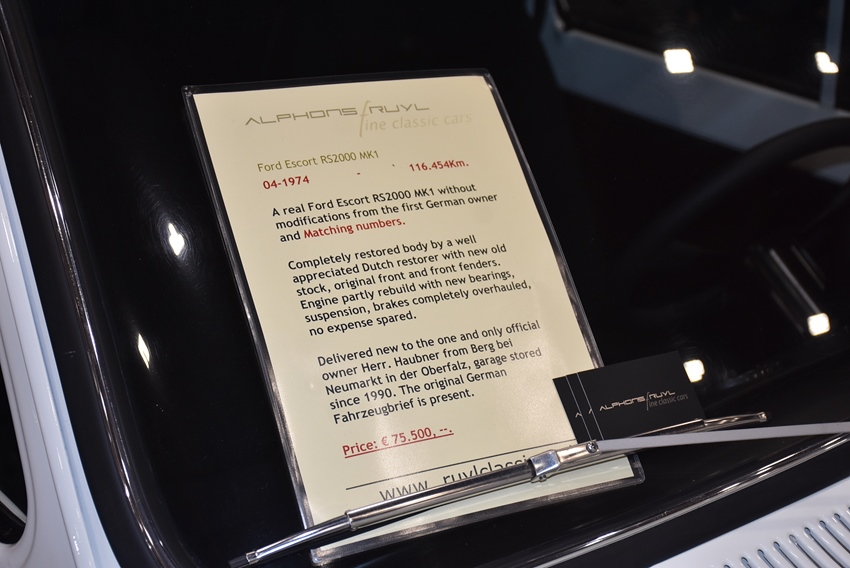 ALPHONS RUYL
fine classic cars
Ford Escort RS2000 MK1
04-1974 - 116.454Km.
A real Ford Escort RS2000 MK1 without
modifications from the first German owner
and Matching numbers.
Completely restored body by a well
appreciated Dutch restorer with new old
stock, original front and front fenders.
Engine partly rebuild with new bearings,
suspension, brakes completely overhauled,
no expense spared.
Delivered new to the one and only official
owner Herr. Haubner from Berg bei
Neumarkt in der Oberfalz, garage stored
since 1990. The original German
Fahrzeugbrief is present.
Price: € 75.500, --.
www. ruylclassi
ALPHONS RUYL
fine classic cars